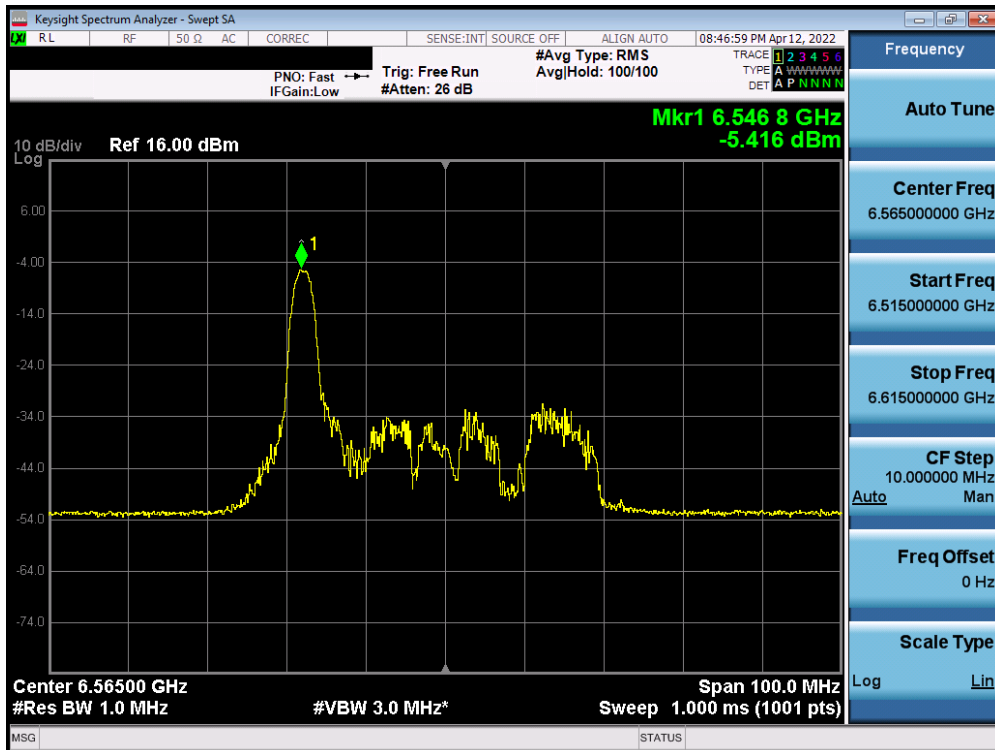 Keysight Spectrum Analyzer - Swept SA
LXI RL RF 50 Ω AC CORREC SENSE:INT SOURCE OFF ALIGN AUTO 08:46:59 PM Apr 12, 2022
PNO: Fast Trig: Free Run #Avg Type: RMS TRACE 1 2 3 4 5 6
IFGain:Low #Atten: 26 dB Avg|Hold: 100/100 TYPE A WWWWW
DET A P N N N N
Mkr1 6.546 8 GHz
-5.416 dBm
10 dB/div Ref 16.00 dBm
Log
6.00
1
-4.00
-14.0
-24.0
-34.0
-44.0
-54.0
-64.0
-74.0
Center 6.56500 GHz Span 100.0 MHz
#Res BW 1.0 MHz #VBW 3.0 MHz* Sweep 1.000 ms (1001 pts)
MSG STATUS
Frequency
Auto Tune
Center Freq
6.565000000 GHz
Start Freq
6.515000000 GHz
Stop Freq
6.615000000 GHz
CF Step
10.000000 MHz
Auto Man
Freq Offset
0 Hz
Scale Type
Log Lin